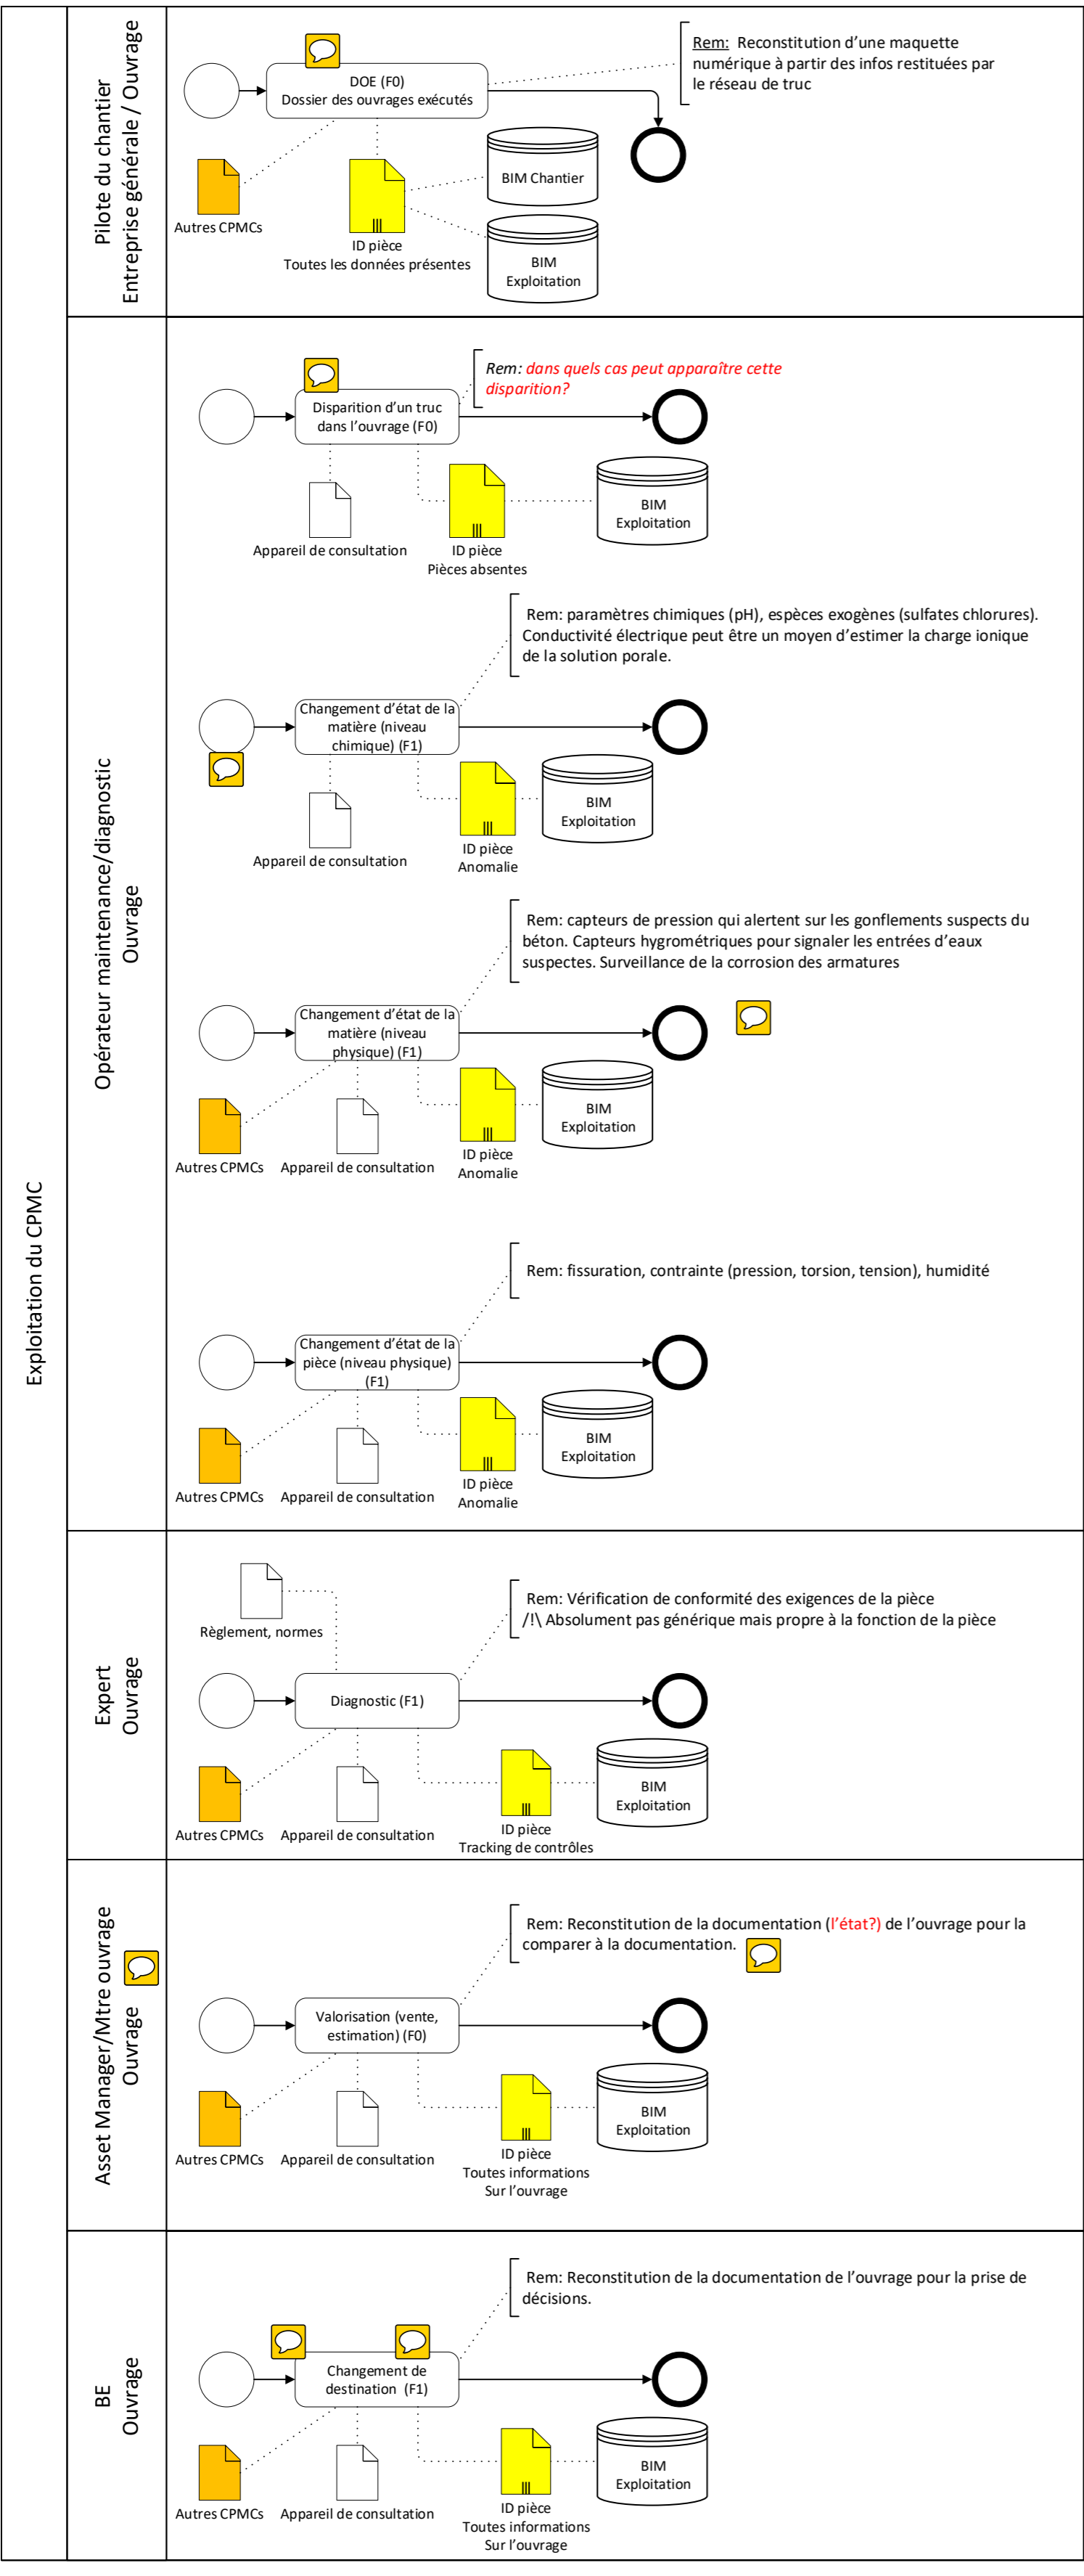 Exploitation du CPMC
Pilote du chantier
Entreprise générale / Ouvrage
DOE (F0)
Dossier des ouvrages exécutés
Rem:  Reconstitution d’une maquette
numérique à partir des infos restituées par
le réseau de truc
Autres CPMCs
ID pièce
Toutes les données présentes
BIM Chantier
BIM
Exploitation
Opérateur maintenance/diagnostic
Ouvrage
Rem: dans quels cas peut apparaître cette
disparition?
Disparition d’un truc
dans l’ouvrage (F0)
Appareil de consultation
ID pièce
Pièces absentes
BIM
Exploitation
Rem: paramètres chimiques (pH), espèces exogènes (sulfates chlorures).
Conductivité électrique peut être un moyen d’estimer la charge ionique
de la solution porale.
Changement d’état de la
matière (niveau
chimique) (F1)
Appareil de consultation
ID pièce
Anomalie
BIM
Exploitation
Rem: capteurs de pression qui alertent sur les gonflements suspects du
béton. Capteurs hygrométriques pour signaler les entrées d’eaux
suspectes. Surveillance de la corrosion des armatures
Changement d’état de la
matière (niveau
physique) (F1)
Autres CPMCs
Appareil de consultation
ID pièce
Anomalie
BIM
Exploitation
Rem: fissuration, contrainte (pression, torsion, tension), humidité
Changement d’état de la
pièce (niveau physique)
(F1)
Autres CPMCs
Appareil de consultation
ID pièce
Anomalie
BIM
Exploitation
Expert
Ouvrage
Règlement, normes
Rem: Vérification de conformité des exigences de la pièce
/!\ Absolument pas générique mais propre à la fonction de la pièce
Diagnostic (F1)
Autres CPMCs
Appareil de consultation
ID pièce
Tracking de contrôles
BIM
Exploitation
Asset Manager/Mtre ouvrage
Ouvrage
Rem: Reconstitution de la documentation (l’état?) de l’ouvrage pour la
comparer à la documentation.
Valorisation (vente,
estimation) (F0)
Autres CPMCs
Appareil de consultation
ID pièce
Toutes informations
Sur l’ouvrage
BIM
Exploitation
BE
Ouvrage
Rem: Reconstitution de la documentation de l’ouvrage pour la prise de
décisions.
Changement de
destination  (F1)
Autres CPMCs
Appareil de consultation
ID pièce
Toutes informations
Sur l’ouvrage
BIM
Exploitation